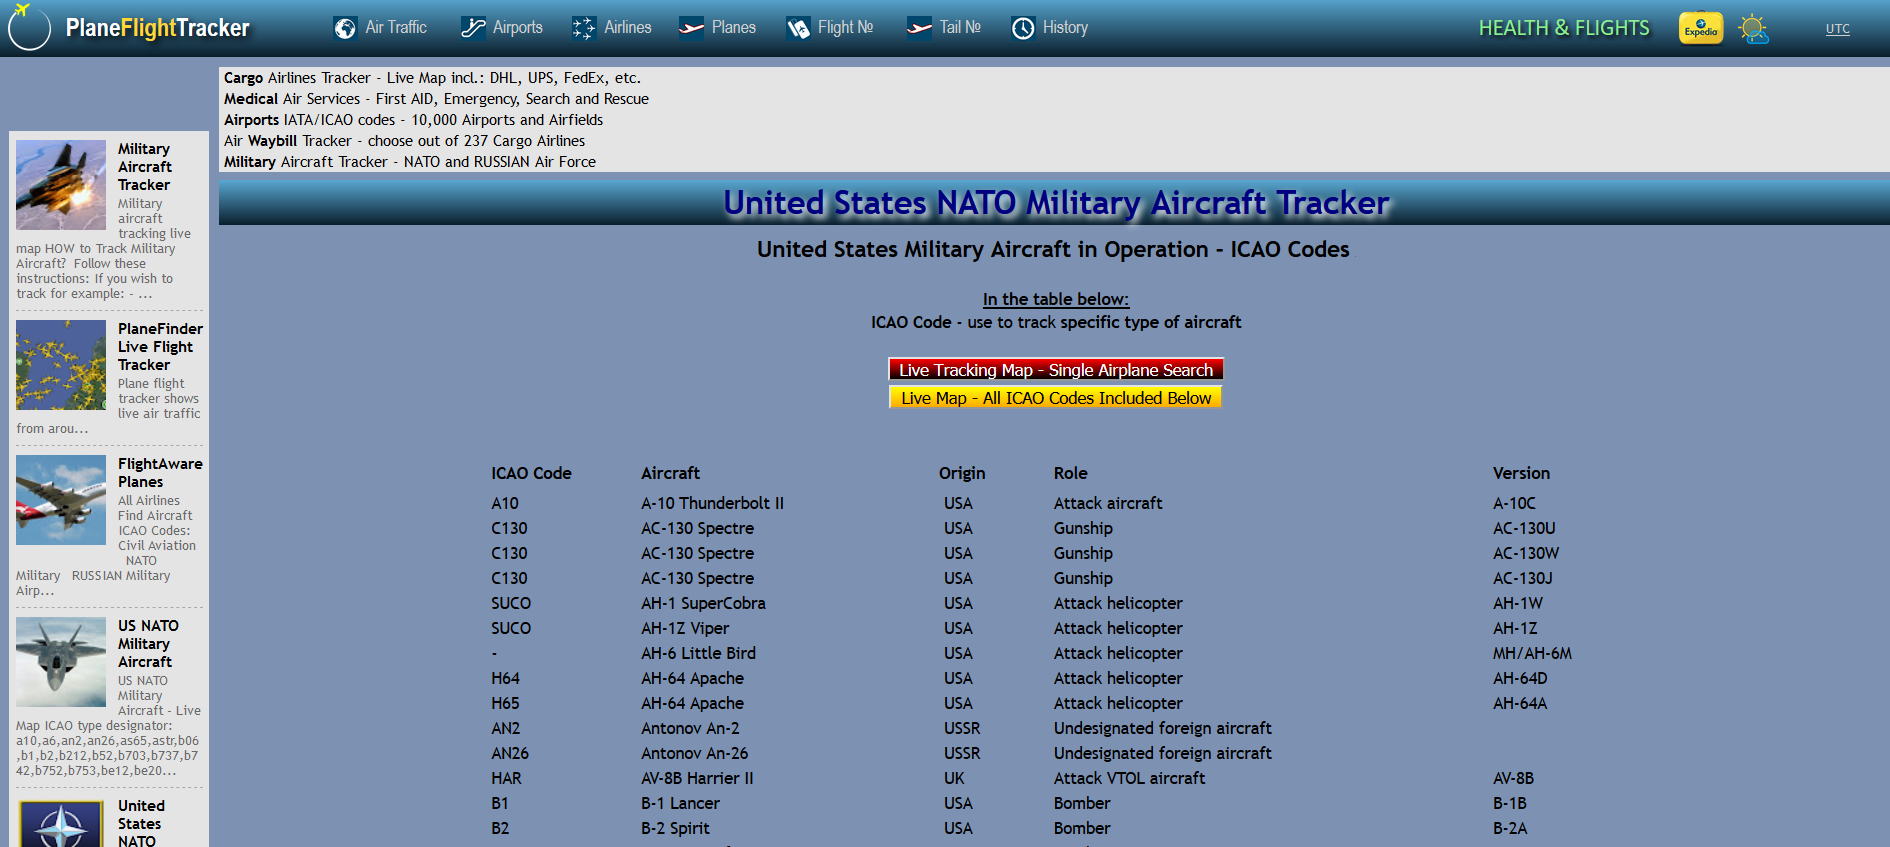 PlaneFlightTracker
Air Traffic
Airports
Airlines
Planes
Flight №
Tail №
History
HEALTH & FLIGHTS
Expedia
UTC
Cargo Airlines Tracker - Live Map incl.: DHL, UPS, FedEx, etc.
Medical Air Services - First AID, Emergency, Search and Rescue
Airports IATA/ICAO codes - 10,000 Airports and Airfields
Air Waybill Tracker - choose out of 237 Cargo Airlines
Military Aircraft Tracker - NATO and RUSSIAN Air Force
Military
Aircraft
Tracker
Military
aircraft
tracking live
map HOW to Track Military
Aircraft? Follow these
instructions: If you wish to
track for example: - ...
PlaneFinder
Live Flight
Tracker
Plane flight
tracker shows
live air traffic
from arou...
FlightAware
Planes
All Airlines
Find Aircraft
ICAO Codes:
Civil Aviation
NATO
Military RUSSIAN Military
Airp...
US NATO
Military
Aircraft
US NATO
Military
Aircraft - Live
Map ICAO type designator:
a10,a6,an2,an26,as65,astr,b06
,b1,b2,b212,b52,b703,b737,b7
42,b752,b753,be12,be20...
United
States
NATO
United States NATO Military Aircraft Tracker
United States Military Aircraft in Operation - ICAO Codes
In the table below:
ICAO Code - use to track specific type of aircraft
Live Tracking Map - Single Airplane Search
Live Map - All ICAO Codes Included Below
ICAO Code Aircraft Origin Role Version
A10 A-10 Thunderbolt II USA Attack aircraft A-10C
C130 AC-130 Spectre USA Gunship AC-130U
C130 AC-130 Spectre USA Gunship AC-130W
C130 AC-130 Spectre USA Gunship AC-130J
SUCO AH-1 SuperCobra USA Attack helicopter AH-1W
SUCO AH-1Z Viper USA Attack helicopter AH-1Z
- AH-6 Little Bird USA Attack helicopter MH/AH-6M
H64 AH-64 Apache USA Attack helicopter AH-64D
H65 AH-64 Apache USA Attack helicopter AH-64A
AN2 Antonov An-2 USSR Undesignated foreign aircraft
AN26 Antonov An-26 USSR Undesignated foreign aircraft
HAR AV-8B Harrier II UK Attack VTOL aircraft AV-8B
B1 B-1 Lancer USA Bomber B-1B
B2 B-2 Spirit USA Bomber B-2A